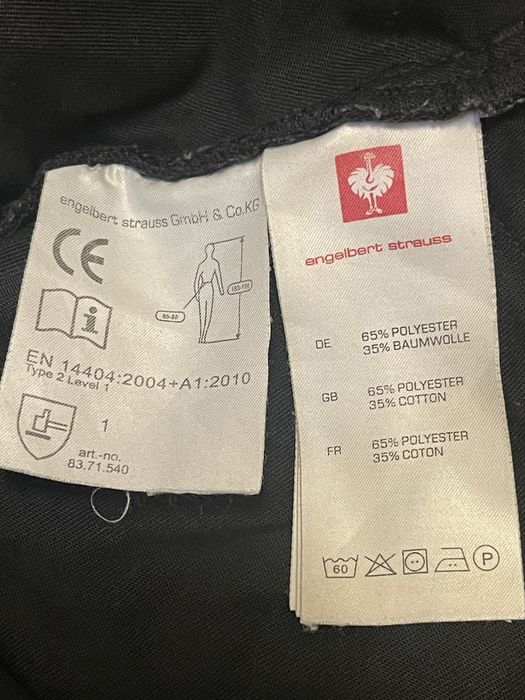 engelbert strauss GmbH & Co.KG
CE
i
EN 14404:2004+A1:2010
Type 2 Level 1
1
art.-no.
83.71.540
engelbert strauss
DE 65% POLYESTER
35% BAUMWOLLE
GB 65% POLYESTER
35% COTTON
FR 65% POLYESTER
35% COTON
60
P